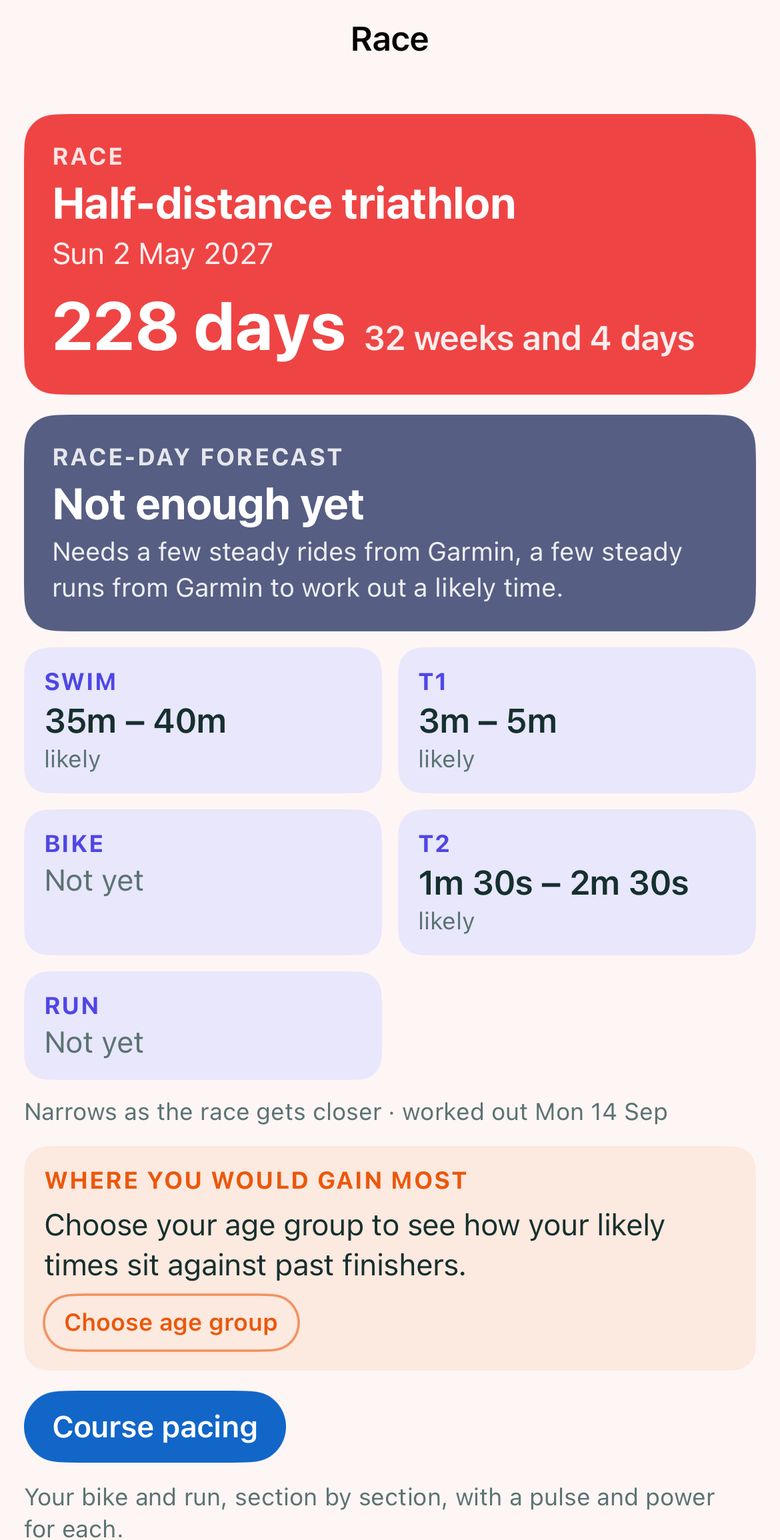 Race
RACE
Half-distance triathlon
Sun 2 May 2027
228 days 32 weeks and 4 days
RACE-DAY FORECAST
Not enough yet
Needs a few steady rides from Garmin, a few steady
runs from Garmin to work out a likely time.
SWIM
35m – 40m
likely
T1
3m – 5m
likely
BIKE
Not yet
T2
1m 30s – 2m 30s
likely
RUN
Not yet
Narrows as the race gets closer · worked out Mon 14 Sep
WHERE YOU WOULD GAIN MOST
Choose your age group to see how your likely
times sit against past finishers.
Choose age group
Course pacing
Your bike and run, section by section, with a pulse and power
for each.